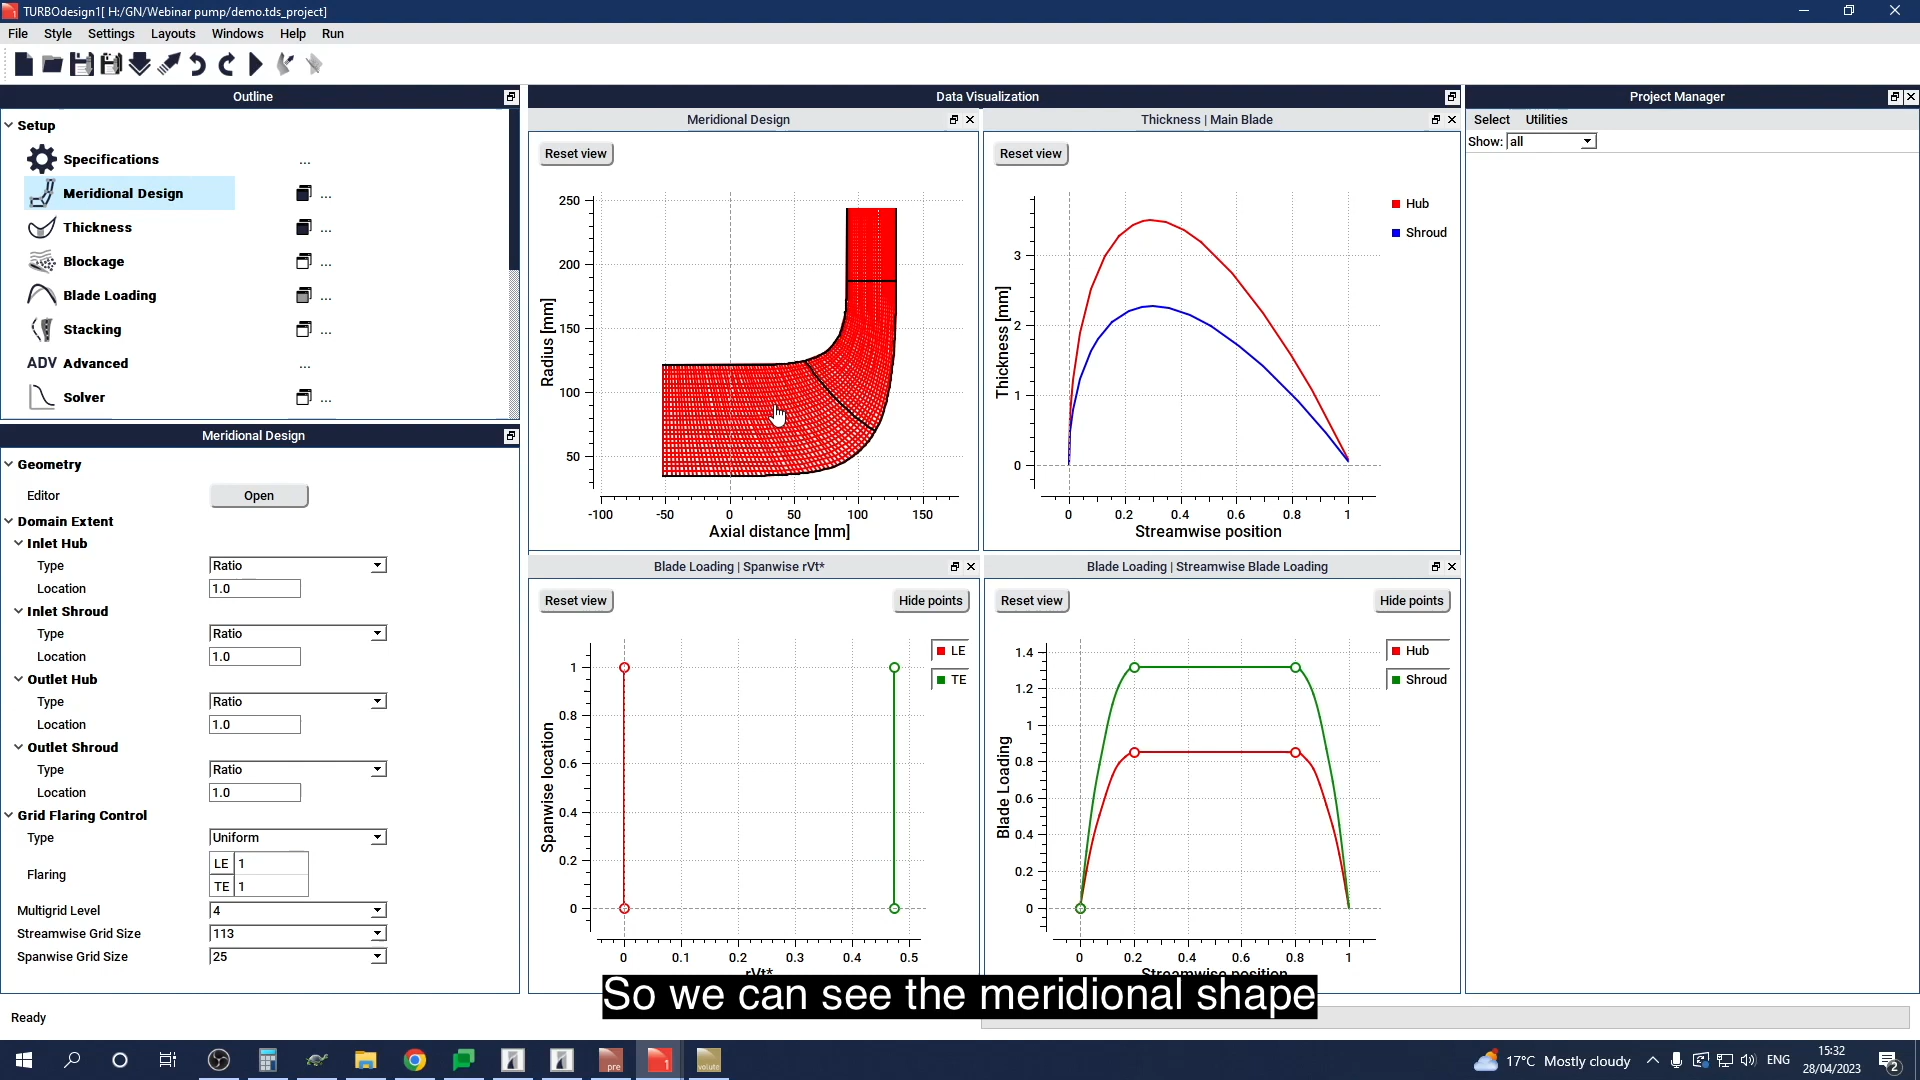 TURBOdesign1[ H:/GN/Webinar pump/demo.tds_project]
File Style Settings Layouts Windows Help Run
Outline
Setup
Specifications ...
Meridional Design ...
Thickness ...
Blockage ...
Blade Loading ...
Stacking ...
ADV Advanced ...
Solver ...
Meridional Design
Geometry
Editor Open
Domain Extent
Inlet Hub
Type Ratio
Location 1.0
Inlet Shroud
Type Ratio
Location 1.0
Outlet Hub
Type Ratio
Location 1.0
Outlet Shroud
Type Ratio
Location 1.0
Grid Flaring Control
Type Uniform
Flaring
LE 1
TE 1
Multigrid Level 4
Streamwise Grid Size 113
Spanwise Grid Size 25
Data Visualization
Meridional Design
Reset view
Radius [mm]
250
200
150
100
50
-100 -50 0 50 100 150
Axial distance [mm]
Thickness | Main Blade
Reset view
Hub
Shroud
Thickness [mm]
3
2
1
0
0 0.2 0.4 0.6 0.8 1
Streamwise position
Blade Loading | Spanwise rVt*
Reset view Hide points
LE
TE
Spanwise location
1
0.8
0.6
0.4
0.2
0
0 0.1 0.2 0.3 0.4 0.5
rVt*
Blade Loading | Streamwise Blade Loading
Reset view Hide points
Hub
Shroud
Blade Loading
1.4
1.2
1
0.8
0.6
0.4
0.2
0
0 0.2 0.4 0.6 0.8 1
Streamwise position
Project Manager
Select Utilities
Show: all
So we can see the meridional shape
Ready
pre
1
volute
17°C Mostly cloudy
ENG
15:32
28/04/2023
2